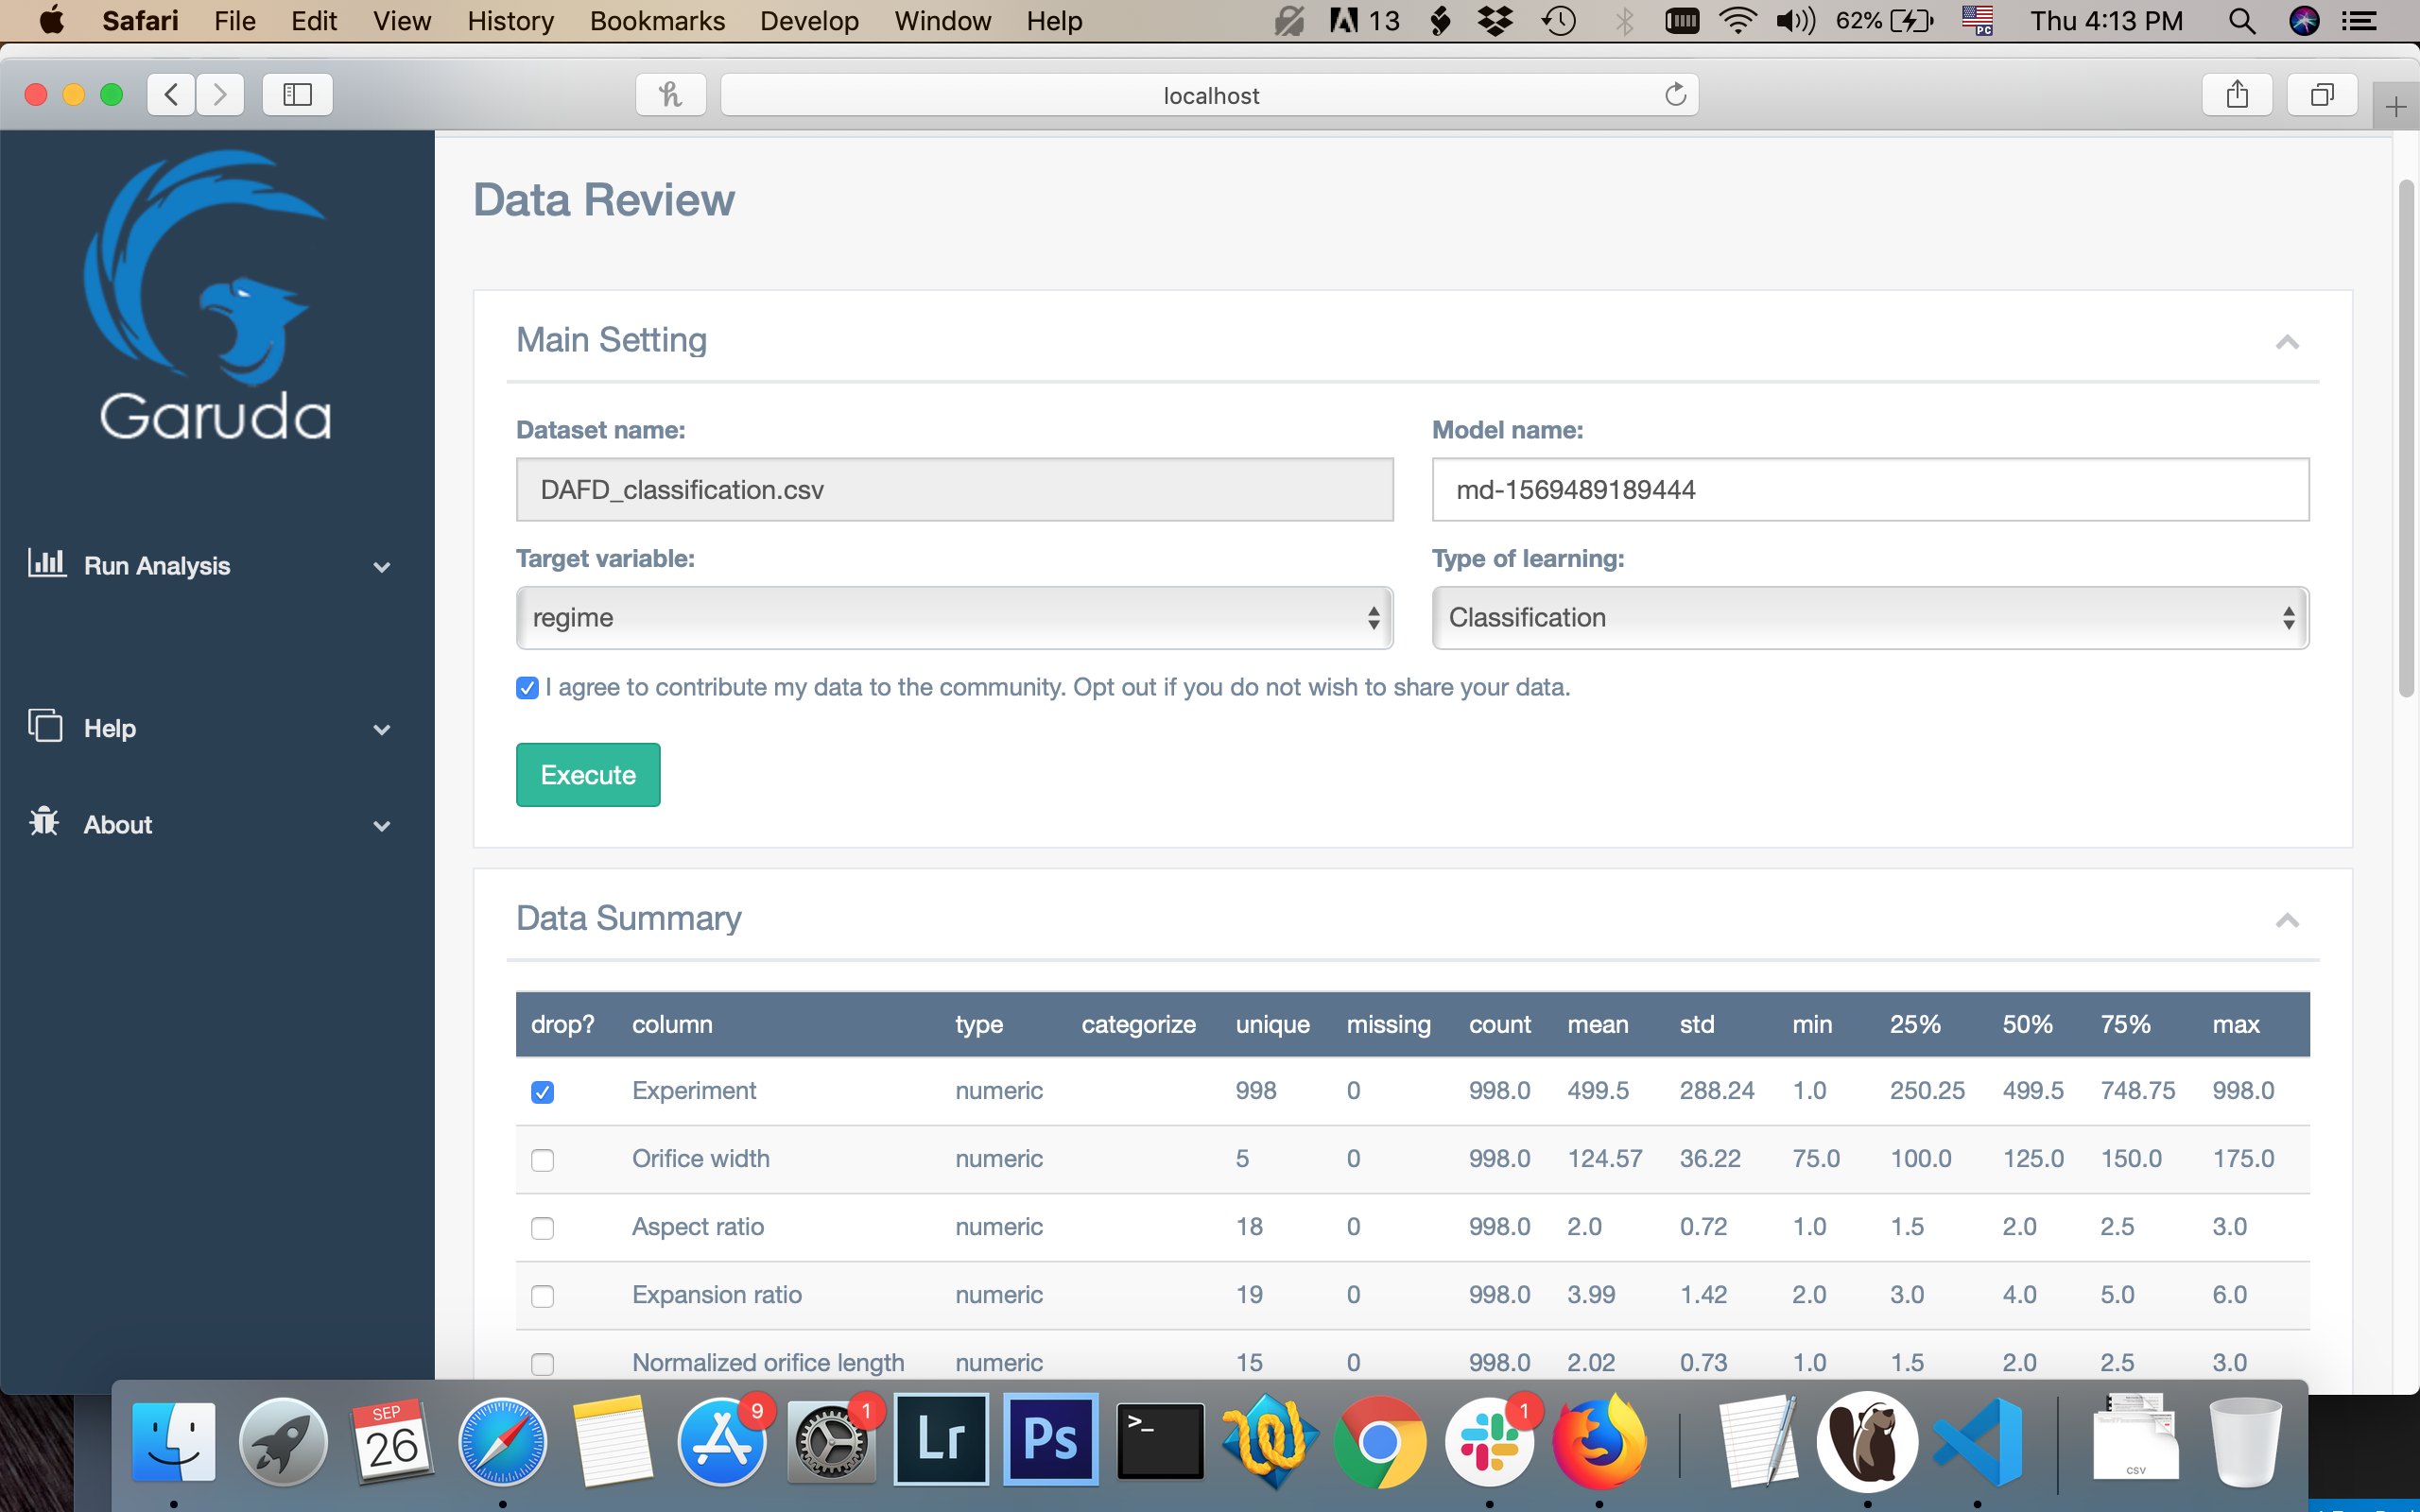 Safari File Edit View History Bookmarks Develop Window Help 13 62% PC Thu 4:13 PM
localhost
Garuda
Run Analysis
Help
About
Data Review
Main Setting
Dataset name: Model name:
DAFD_classification.csv md-1569489189444
Target variable: Type of learning:
regime Classification
I agree to contribute my data to the community. Opt out if you do not wish to share your data.
Execute
Data Summary
drop? column type categorize unique missing count mean std min 25% 50% 75% max
Experiment numeric 998 0 998.0 499.5 288.24 1.0 250.25 499.5 748.75 998.0
Orifice width numeric 5 0 998.0 124.57 36.22 75.0 100.0 125.0 150.0 175.0
Aspect ratio numeric 18 0 998.0 2.0 0.72 1.0 1.5 2.0 2.5 3.0
Expansion ratio numeric 19 0 998.0 3.99 1.42 2.0 3.0 4.0 5.0 6.0
Normalized orifice length numeric 15 0 998.0 2.02 0.73 1.0 1.5 2.0 2.5 3.0
SEP
26
9
1
Lr
Ps
>_
1
CSV